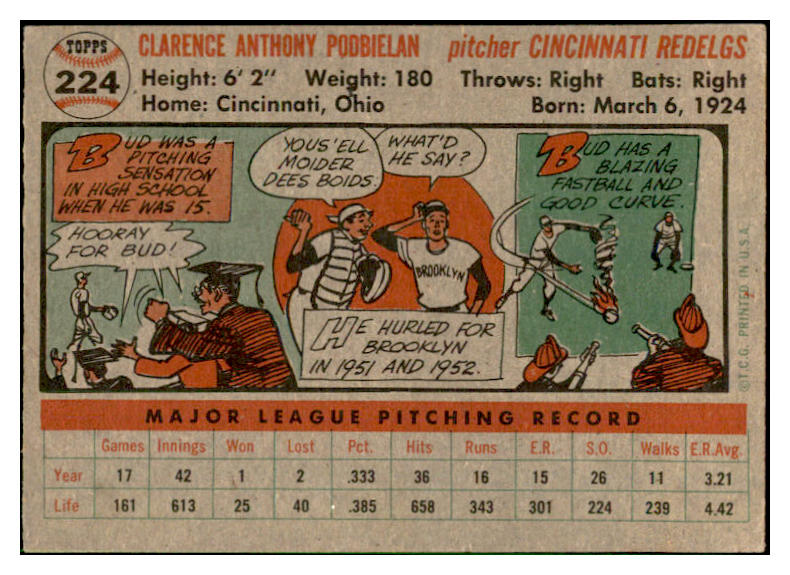 TOPPS
224
CLARENCE ANTHONY PODBIELAN pitcher CINCINNATI REDELGS
Height: 6' 2" Weight: 180 Throws: Right Bats: Right
Home: Cincinnati, Ohio Born: March 6, 1924
BUD WAS A
PITCHING
SENSATION
IN HIGH SCHOOL
WHEN HE WAS 15.
HOORAY
FOR BUD!
YOUS'ELL
MOIDER
DEES BOIDS.
WHAT'D
HE SAY?
BROOKLYN
HE HURLED FOR
BROOKLYN
IN 1951 AND 1952.
BUD HAS A
BLAZING
FASTBALL AND
GOOD CURVE.
©T.C.G. PRINTED IN U.S.A.
MAJOR LEAGUE PITCHING RECORD
Games Innings Won Lost Pct. Hits Runs E.R. S.O. Walks E.R.Avg.
Year 17 42 1 2 .333 36 16 15 26 11 3.21
Life 161 613 25 40 .385 658 343 301 224 239 4.42